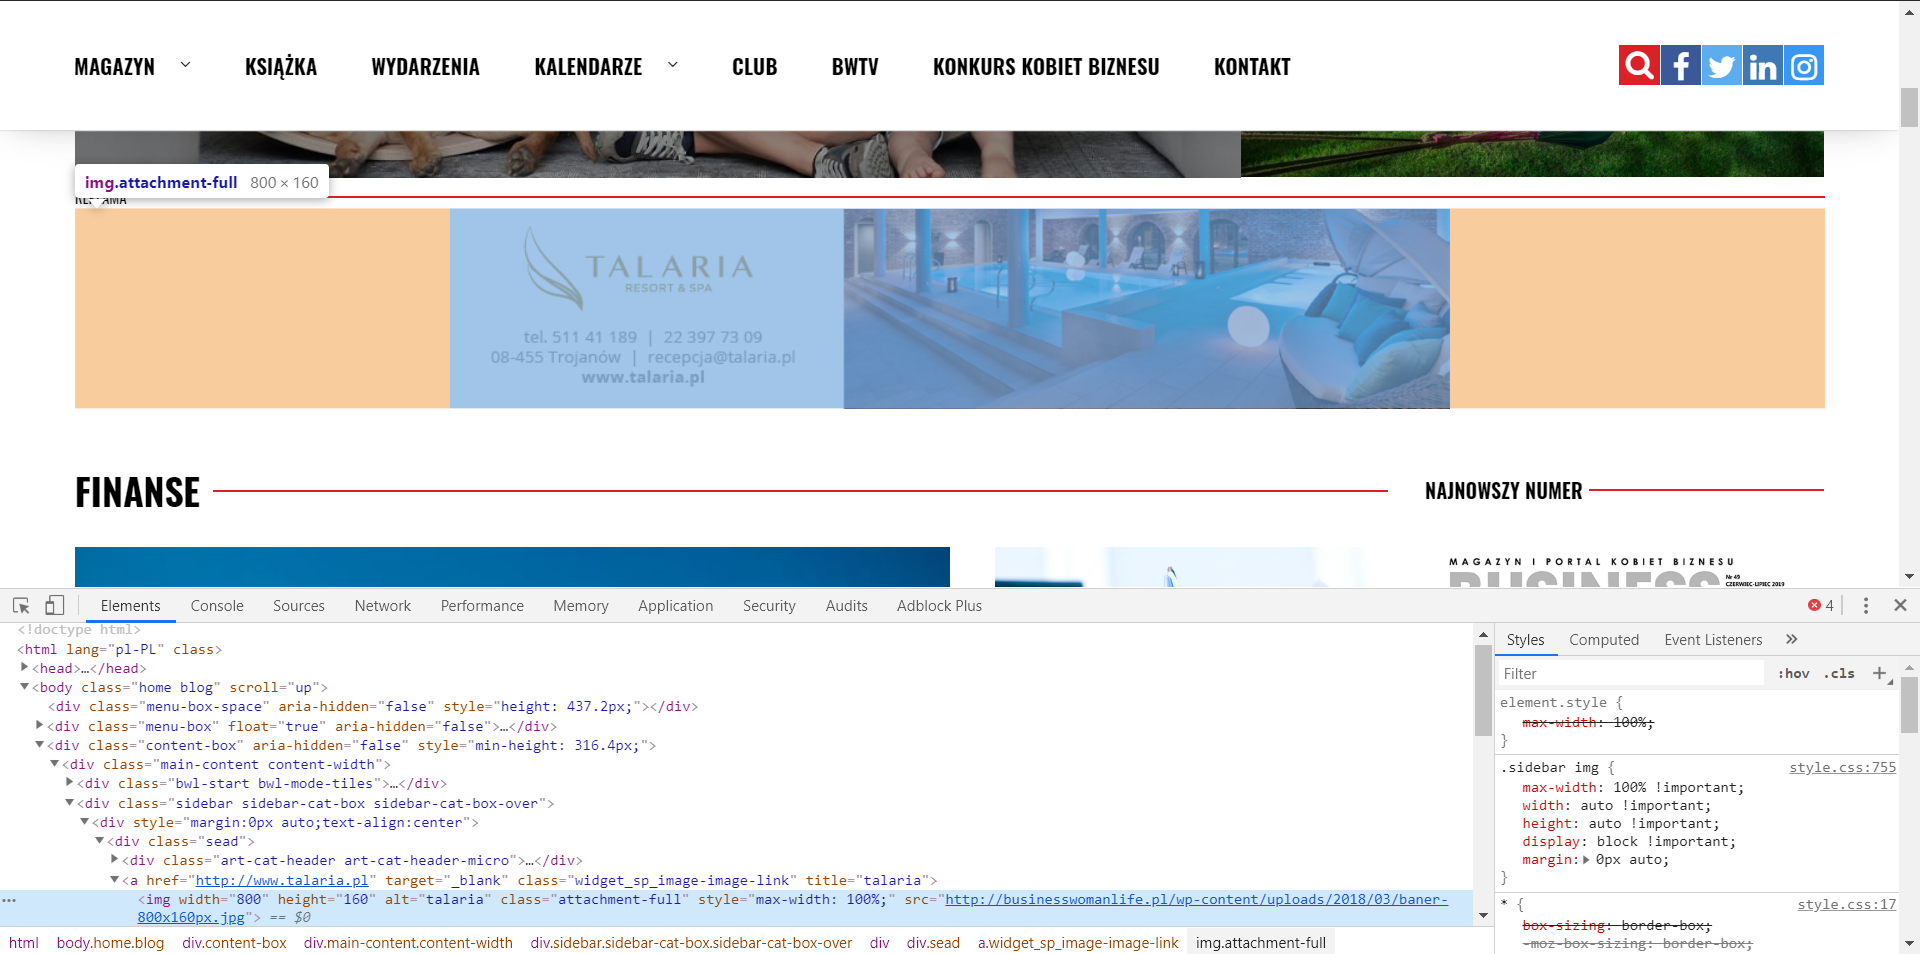 MAGAZYN KSIĄŻKA WYDARZENIA KALENDARZE CLUB BWTV KONKURS KOBIET BIZNESU KONTAKT
img.attachment-full 800 × 160
TALARIA
RESORT & SPA
tel. 511 41 189 | 22 397 73 09
08-455 Trojanów | recepcja@talaria.pl
www.talaria.pl
FINANSE
NAJNOWSZY NUMER
MAGAZYN I PORTAL KOBIET BIZNESU
BUSINESS
Nr 49
CZERWIEC-LIPIEC 2019
Elements Console Sources Network Performance Memory Application Security Audits Adblock Plus 4
<!doctype html>
<html lang="pl-PL" class>
<head>…</head>
<body class="home blog" scroll="up">
<div class="menu-box-space" aria-hidden="false" style="height: 437.2px;"></div>
<div class="menu-box" float="true" aria-hidden="false">…</div>
<div class="content-box" aria-hidden="false" style="min-height: 316.4px;">
<div class="main-content content-width">
<div class="bwl-start bwl-mode-tiles">…</div>
<div class="sidebar sidebar-cat-box sidebar-cat-box-over">
<div style="margin:0px auto;text-align:center">
<div class="sead">
<div class="art-cat-header art-cat-header-micro">…</div>
<a href="http://www.talaria.pl" target="_blank" class="widget_sp_image-image-link" title="talaria">
<img width="800" height="160" alt="talaria" class="attachment-full" style="max-width: 100%;" src="http://businesswomanlife.pl/wp-content/uploads/2018/03/baner-
800x160px.jpg"> == $0
html body.home.blog div.content-box div.main-content.content-width div.sidebar.sidebar-cat-box.sidebar-cat-box-over div div.sead a.widget_sp_image-image-link img.attachment-full
Styles Computed Event Listeners
Filter :hov .cls
element.style {
max-width: 100%;
}
.sidebar img { style.css:755
max-width: 100% !important;
width: auto !important;
height: auto !important;
display: block !important;
margin: 0px auto;
}
* { style.css:17
box-sizing: border-box;
-moz-box-sizing: border-box;